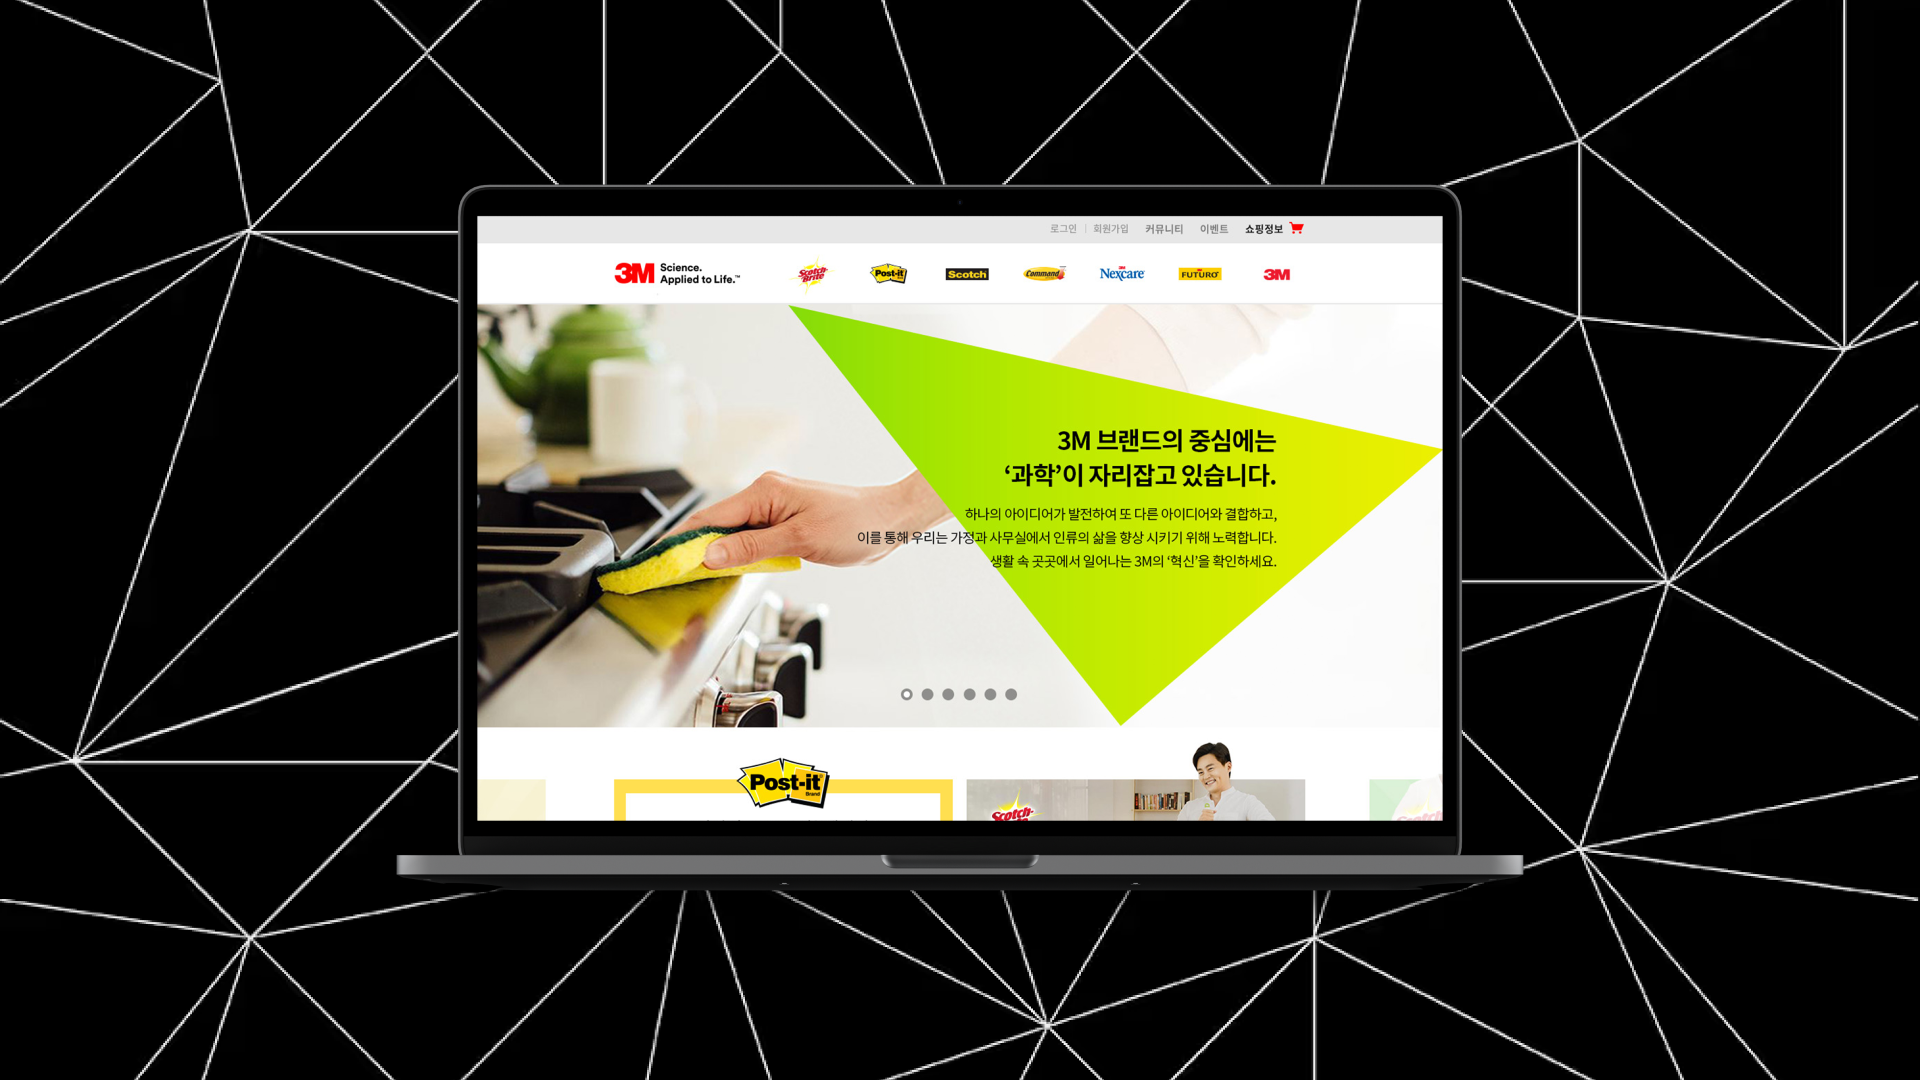 로그인 회원가입 커뮤니티 이벤트 쇼핑정보
3M Science.
Applied to Life.™
Scotch-Brite Post-it Scotch Command Nexcare FUTURO 3M
3M 브랜드의 중심에는
‘과학’이 자리잡고 있습니다.
하나의 아이디어가 발전하여 또 다른 아이디어와 결합하고,
이를 통해 우리는 가정과 사무실에서 인류의 삶을 향상 시키기 위해 노력합니다.
생활 속 곳곳에서 일어나는 3M의 ‘혁신’을 확인하세요.
Post-it
Brand
Scotch-